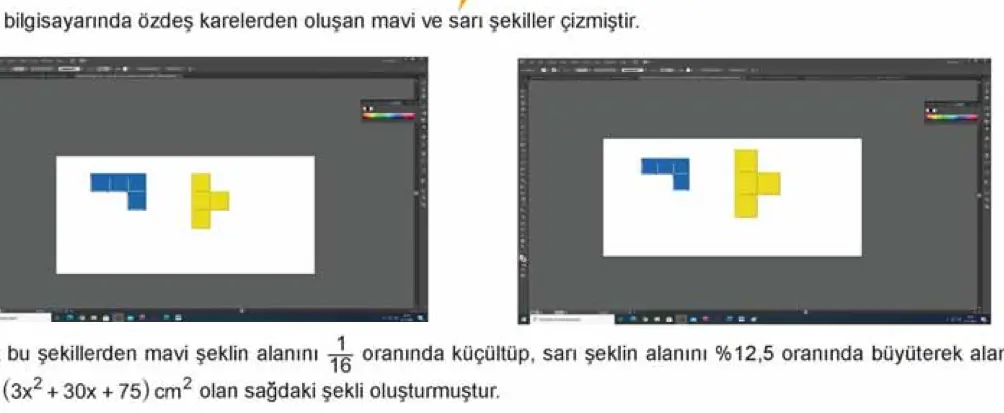 bilgisayarında özdeş karelerden oluşan mavi ve sarı şekiller çizmiştir.
bu şekillerden mavi şeklin alanını 1/16 oranında küçültüp, sarı şeklin alanını %12,5 oranında büyüterek alan
(3x² + 30x + 75) cm² olan sağdaki şekli oluşturmuştur.